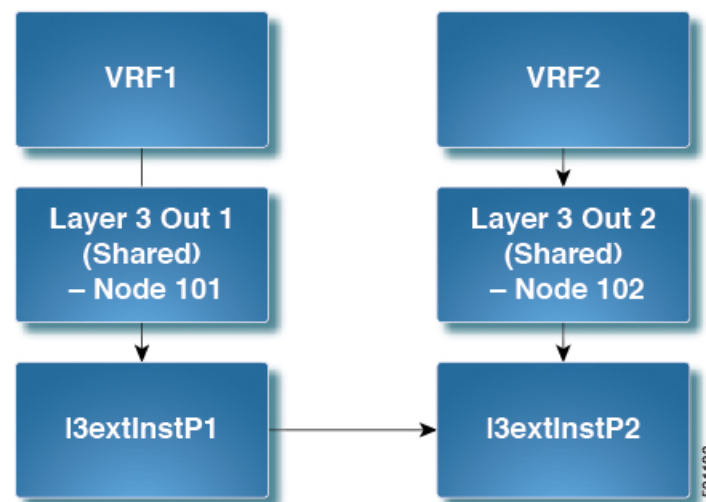 VRF1
VRF2
Layer 3 Out 1
(Shared)
– Node 101
Layer 3 Out 2
(Shared)
– Node 102
l3extInstP1
l3extInstP2